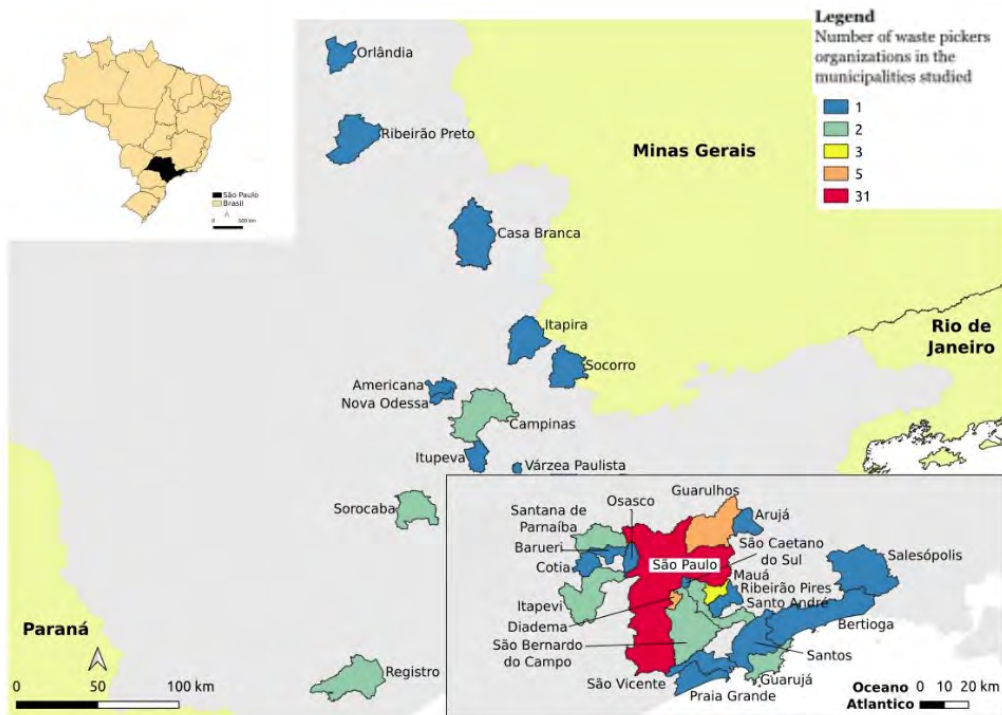 Legend
Number of waste pickers
organizations in the
municipalities studied
1
2
3
5
31
São Paulo
Brasil
0 500 km
Orlândia
Ribeirão Preto
Minas Gerais
Casa Branca
Rio de
Janeiro
Itapira
Socorro
Americana
Nova Odessa
Campinas
Itupeva
Várzea Paulista
Sorocaba
Paraná
Registro
0 50 100 km
Guarulhos
Osasco
Santana de
Parnaíba
Arujá
Barueri
São Caetano
do Sul
Cotia
São Paulo
Salesópolis
Mauá
Ribeirão Pires
Santo André
Itapevi
Diadema
Bertioga
São Bernardo
do Campo
Santos
Guarujá
São Vicente
Praia Grande
Oceano
Atlantico
0 10 20 km